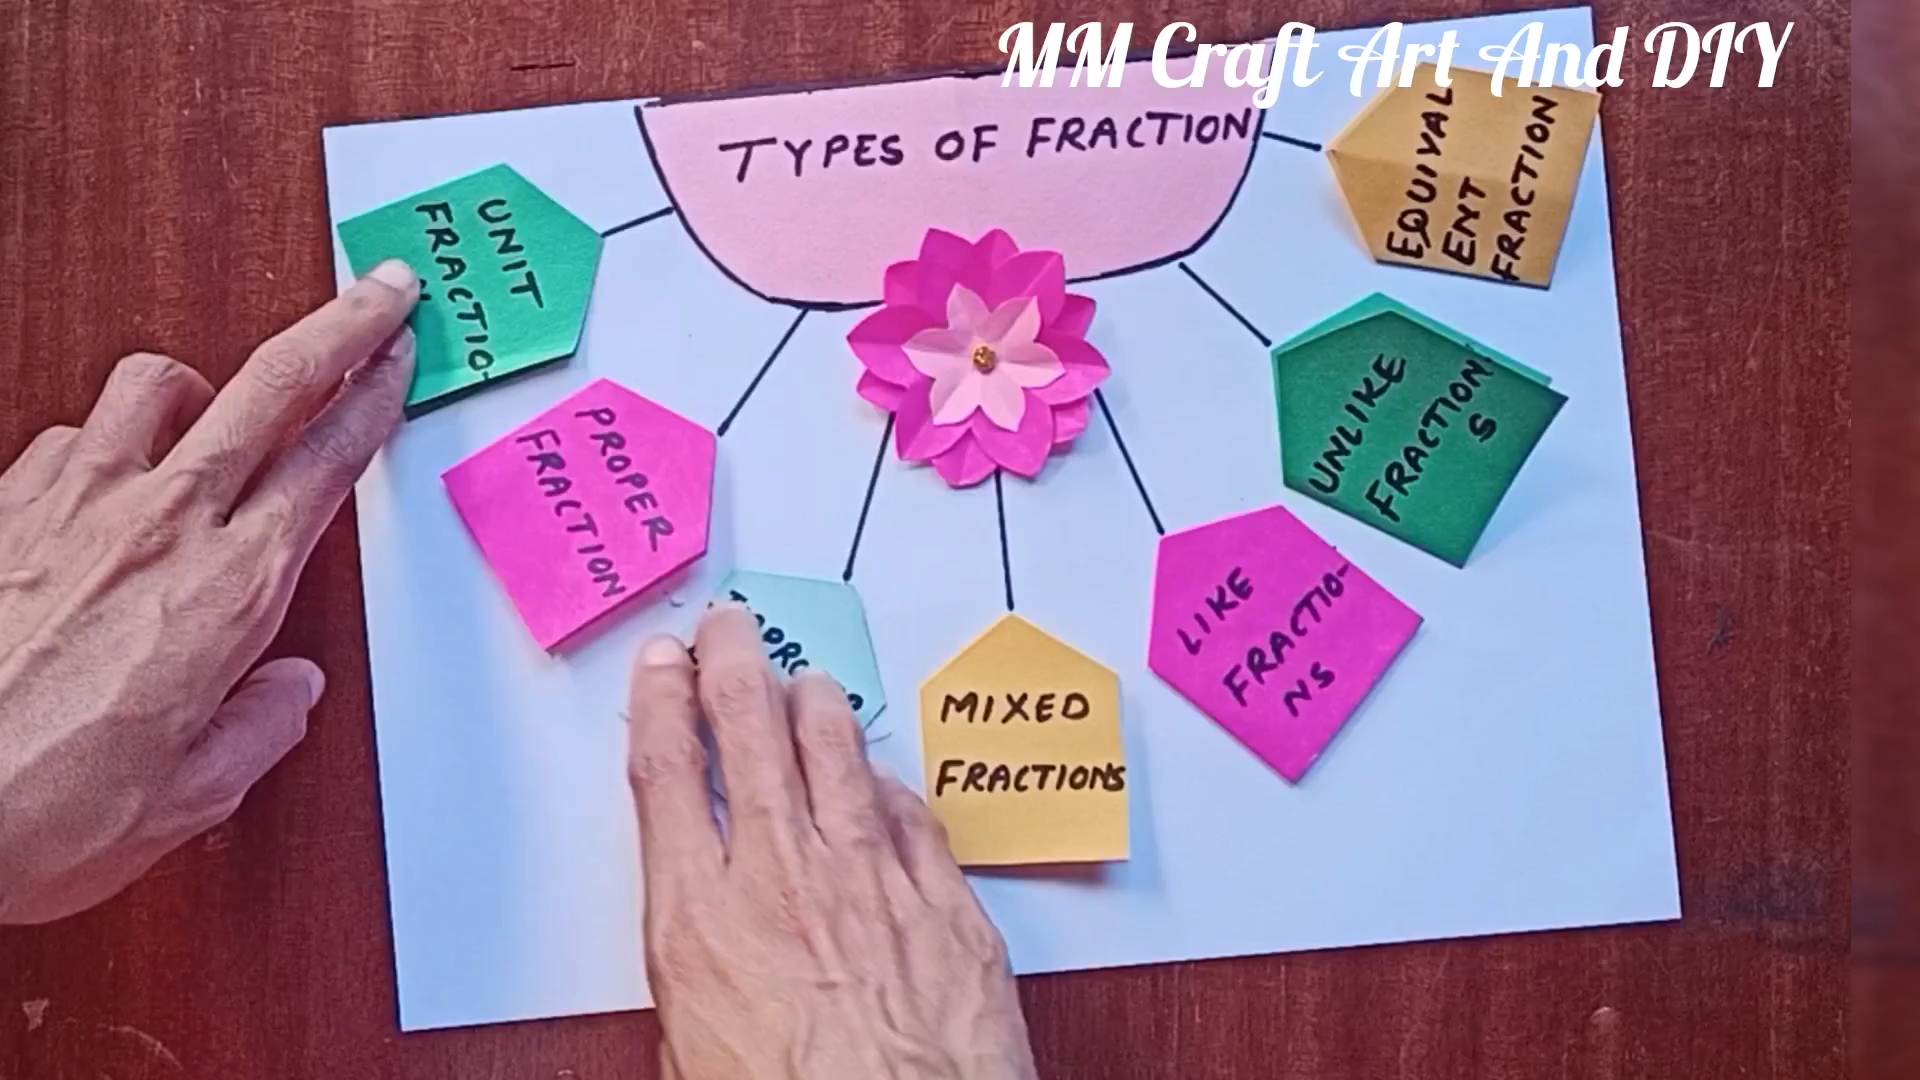 MM Craft Art And DIY
TYPES OF FRACTION
UNIT
FRACTIO-
PROPER
FRACTION
MIXED
FRACTIONS
LIKE
FRACTIO-
NS
UNLIKE
FRACTION
S
EQUIVAL
ENT
FRACTION